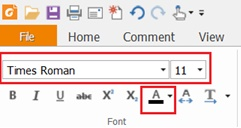 File Home Comment View
Times Roman 11
B I U abc X² X₂ A A T
Font